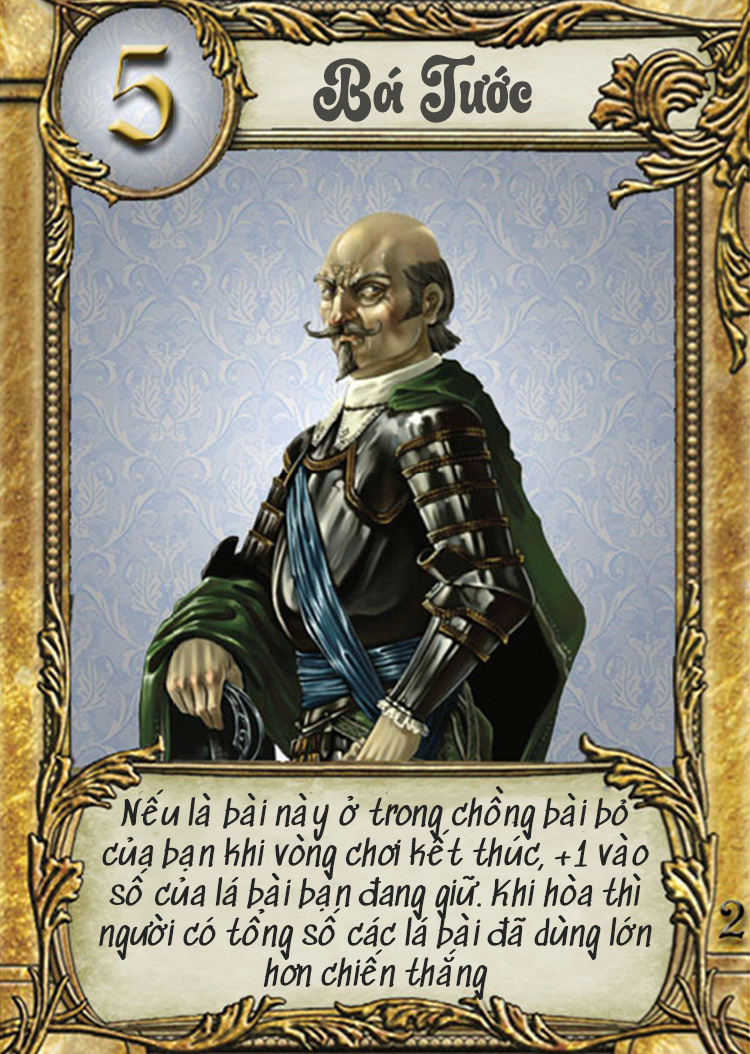 5
Bá Tước
Nếu là bài này ở trong chồng bài bỏ
của bạn khi vòng chơi kết thúc, +1 vào
số của lá bài bạn đang giữ. Khi hòa thì
người có tổng số các lá bài đã dùng lớn
hơn chiến thắng
2